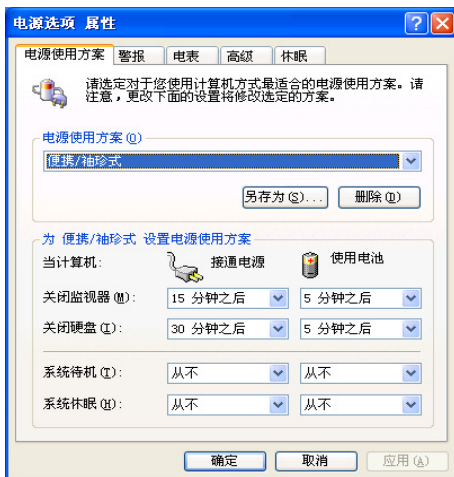 电源选项 属性
电源使用方案 警报 电表 高级 休眠
请选定对于您使用计算机方式最适合的电源使用方案。请
注意，更改下面的设置将修改选定的方案。
电源使用方案(O)
便携/袖珍式
另存为(S)... 删除(D)
为 便携/袖珍式 设置电源使用方案
当计算机： 接通电源 使用电池
关闭监视器(M)： 15 分钟之后 5 分钟之后
关闭硬盘(I)： 30 分钟之后 5 分钟之后
系统待机(T)： 从不 从不
系统休眠(H)： 从不 从不
确定 取消 应用(A)